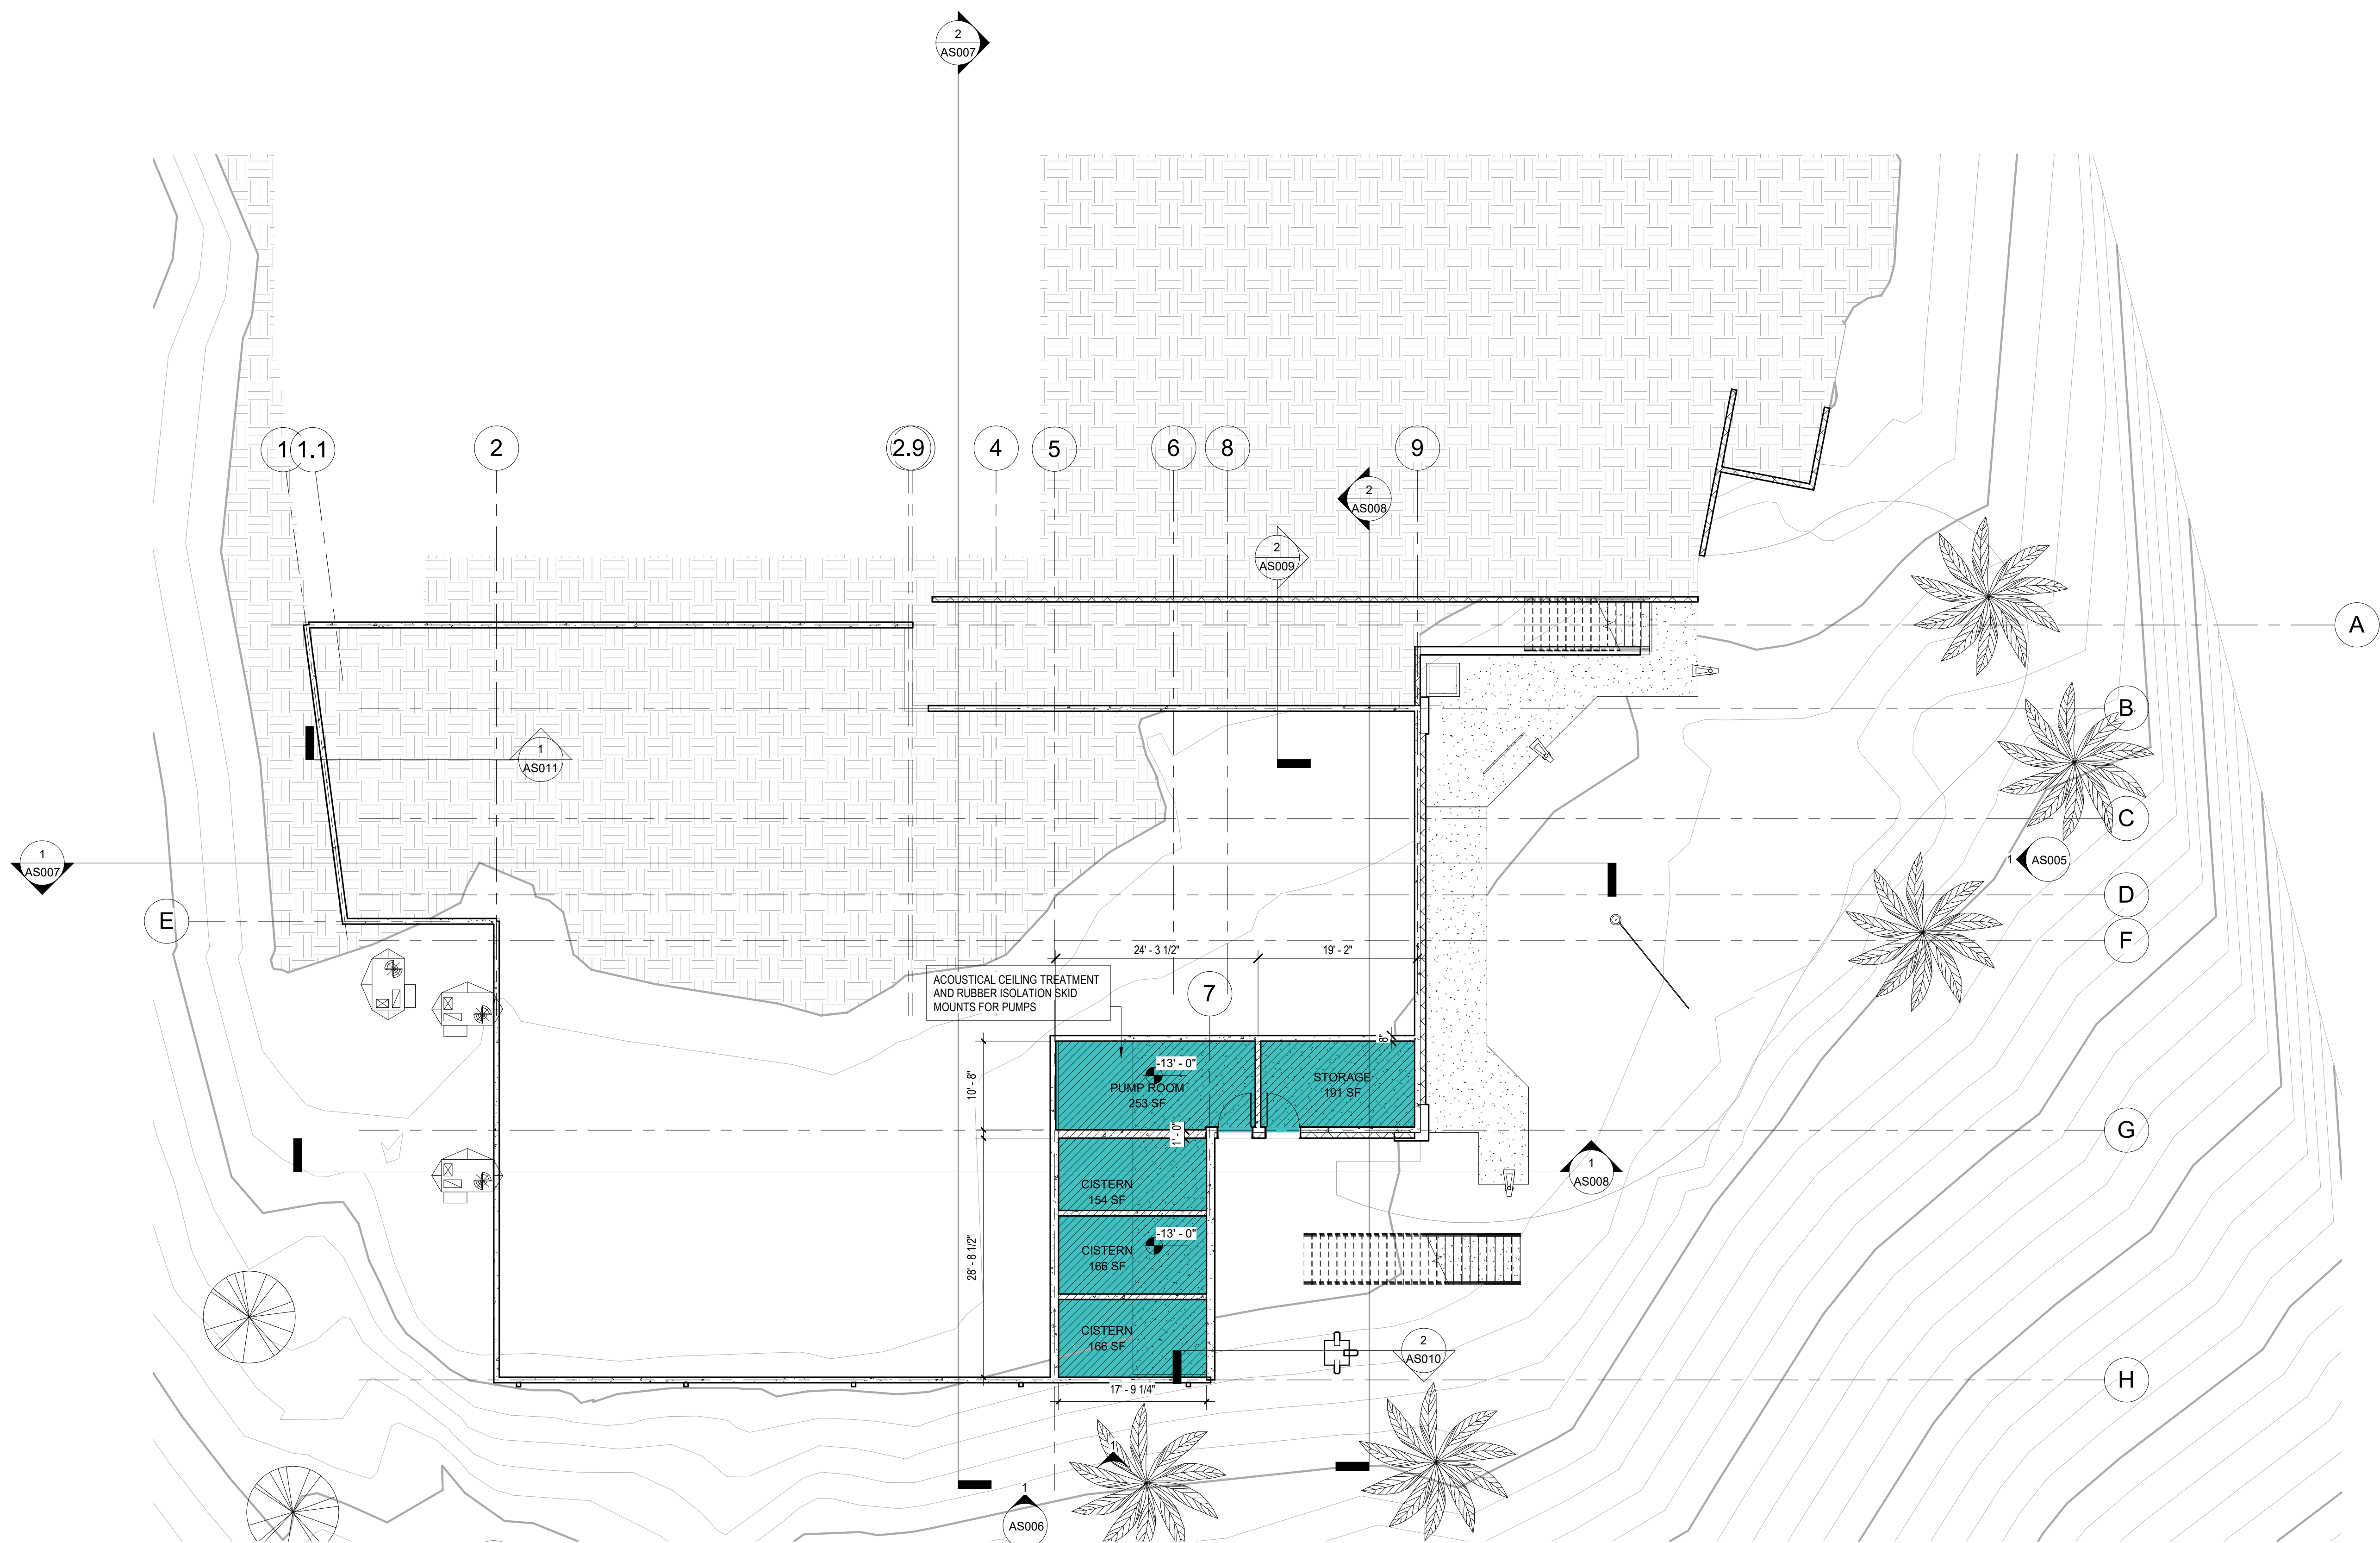 2
AS007
1
1.1
2
2.9
4
5
6
8
9
2
AS008
2
AS009
A
B
1
AS011
C
1
AS005
1
AS007
D
E
F
24' - 3 1/2"
19' - 2"
ACOUSTICAL CEILING TREATMENT
AND RUBBER ISOLATION SKID
MOUNTS FOR PUMPS
7
8"
-13' - 0"
PUMP ROOM
253 SF
STORAGE
191 SF
10' - 8"
1' - 0"
G
1
AS008
CISTERN
154 SF
-13' - 0"
CISTERN
166 SF
28' - 8 1/2"
CISTERN
166 SF
2
AS010
H
17' - 9 1/4"
1
1
AS006